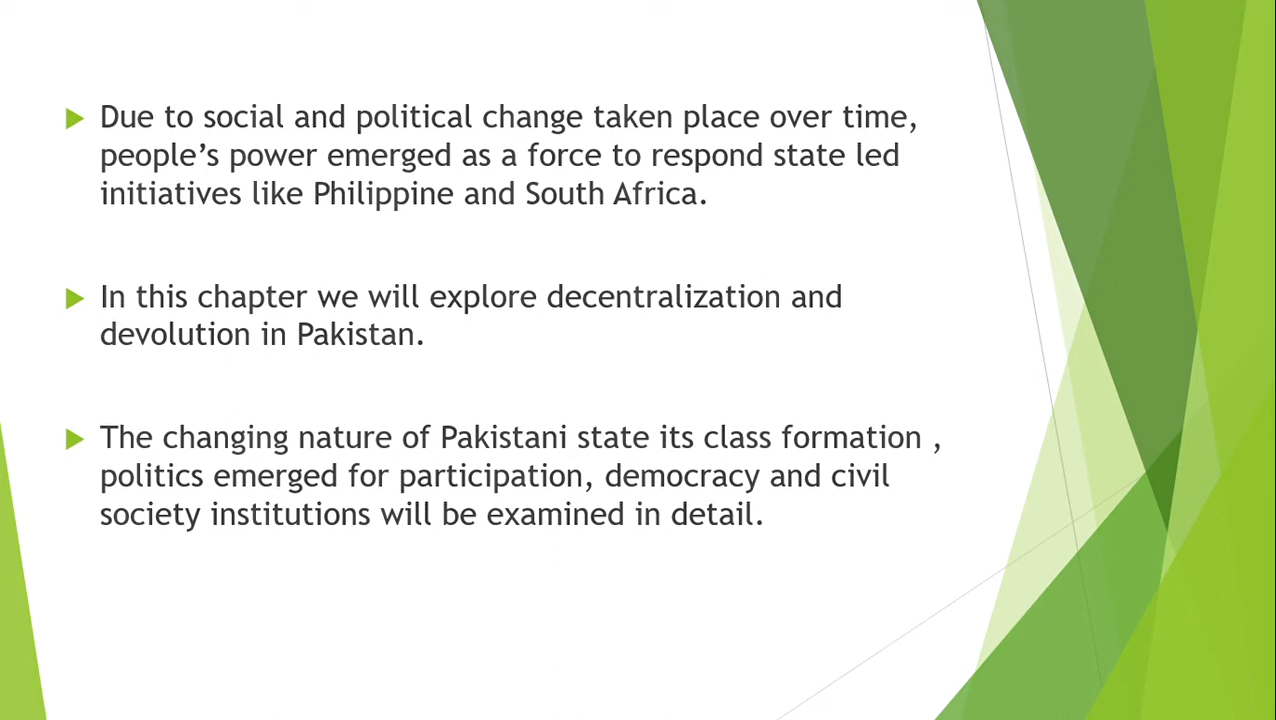 Due to social and political change taken place over time,
people’s power emerged as a force to respond state led
initiatives like Philippine and South Africa.
In this chapter we will explore decentralization and
devolution in Pakistan.
The changing nature of Pakistani state its class formation ,
politics emerged for participation, democracy and civil
society institutions will be examined in detail.